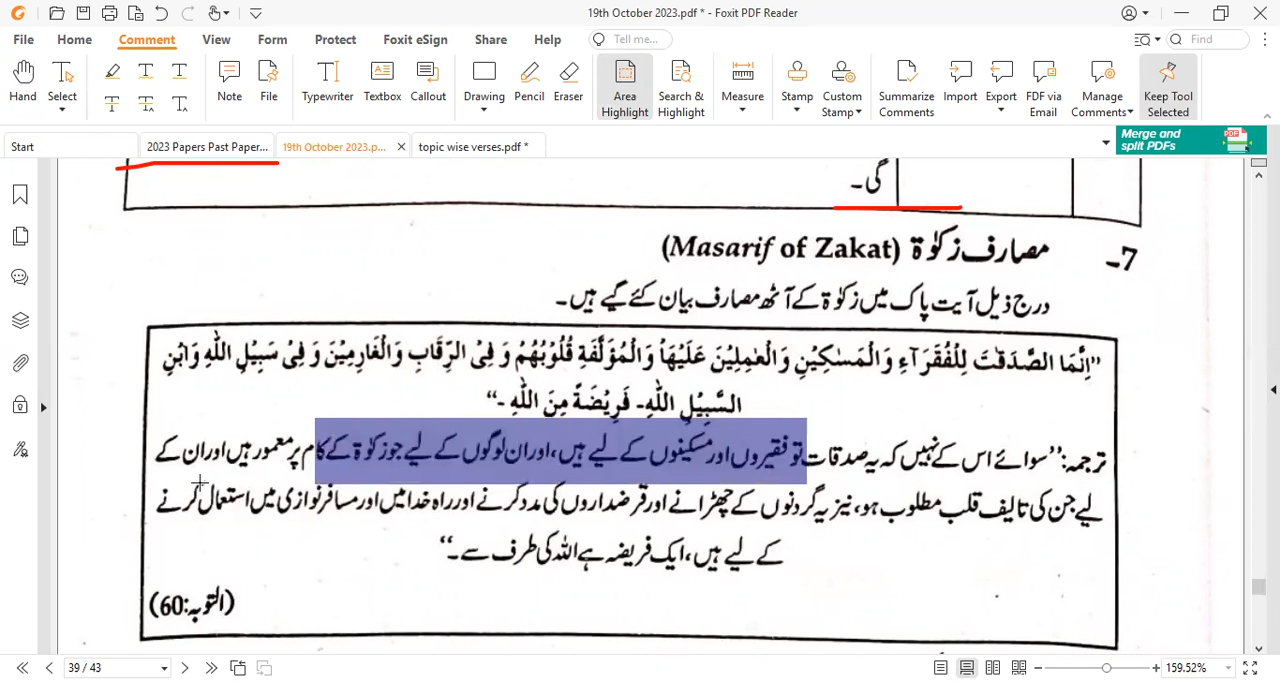 19th October 2023.pdf * - Foxit PDF Reader
File Home Comment View Form Protect Foxit eSign Share Help Tell me... Find
Hand Select Note File Typewriter Textbox Callout Drawing Pencil Eraser Area Highlight Search & Highlight Measure Stamp Custom Stamp Summarize Comments Import Export FDF via Email Manage Comments Keep Tool Selected
Start 2023 Papers Past Paper... 19th October 2023.p... topic wise verses.pdf * Merge and split PDFs
گی۔
7۔ مصارف زکوٰۃ (Masarif of Zakat)
درج ذیل آیت پاک میں زکوٰۃ کے آٹھ مصارف بیان کئے گیے ہیں۔
"اِنَّمَا الصَّدَقٰتُ لِلْفُقَرَآءِ وَالْمَسٰكِيْنِ وَالْعٰمِلِيْنَ عَلَيْهَا وَالْمُؤَلَّفَةِ قُلُوْبُهُمْ وَفِى الرِّقَابِ وَالْغَارِمِيْنَ وَفِىْ سَبِيْلِ اللّٰهِ وَابْنِ
السَّبِيْلِ اللّٰهِ۔ فَرِيْضَةً مِنَ اللّٰهِ۔"
ترجمہ: "سوائے اس کے نہیں کہ یہ صدقات تو فقیروں اور مسکینوں کے لیے ہیں، اور ان لوگوں کے لیے جو زکوٰۃ کے کام پر معمور ہیں اور ان کے
لیے جن کی تالیف قلب مطلوب ہو، نیز یہ گردنوں کے چھڑانے اور قرضداروں کی مدد کرنے اور راہ خدا میں اور مسافر نوازی میں استعمال کرنے
کے لیے ہیں، ایک فریضہ ہے اللہ کی طرف سے۔"
(التوبہ:60)
39 / 43 159.52%